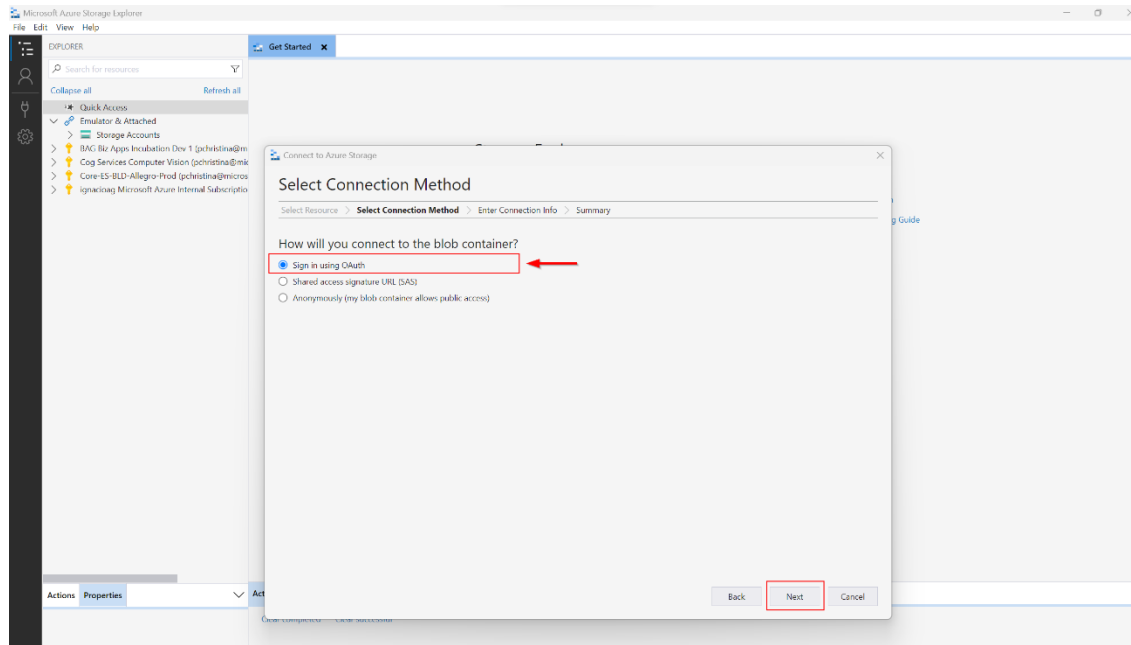 Microsoft Azure Storage Explorer
File Edit View Help
EXPLORER
Get Started
Search for resources
Collapse all Refresh all
Quick Access
Emulator & Attached
Storage Accounts
BAG Biz Apps Incubation Dev 1 (pchristina@m
Cog Services Computer Vision (pchristina@mic
Core-ES-BLD-Allegro-Prod (pchristina@micros
ignacioag Microsoft Azure Internal Subscriptio
Connect to Azure Storage
Select Connection Method
Select Resource > Select Connection Method > Enter Connection Info > Summary
g Guide
How will you connect to the blob container?
Sign in using OAuth
Shared access signature URL (SAS)
Anonymously (my blob container allows public access)
Back Next Cancel
Actions Properties
Act